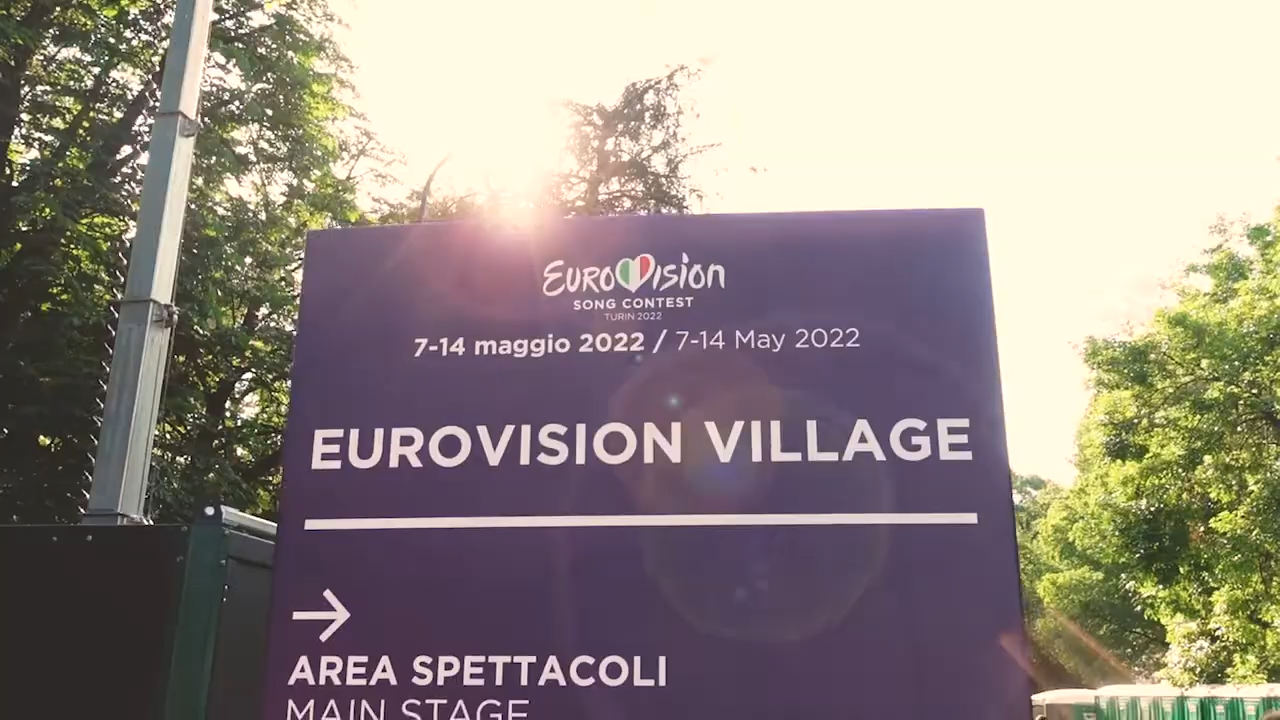 EUROVISION
SONG CONTEST
TURIN 2022
7-14 maggio 2022 / 7-14 May 2022
EUROVISION VILLAGE
AREA SPETTACOLI
MAIN STAGE